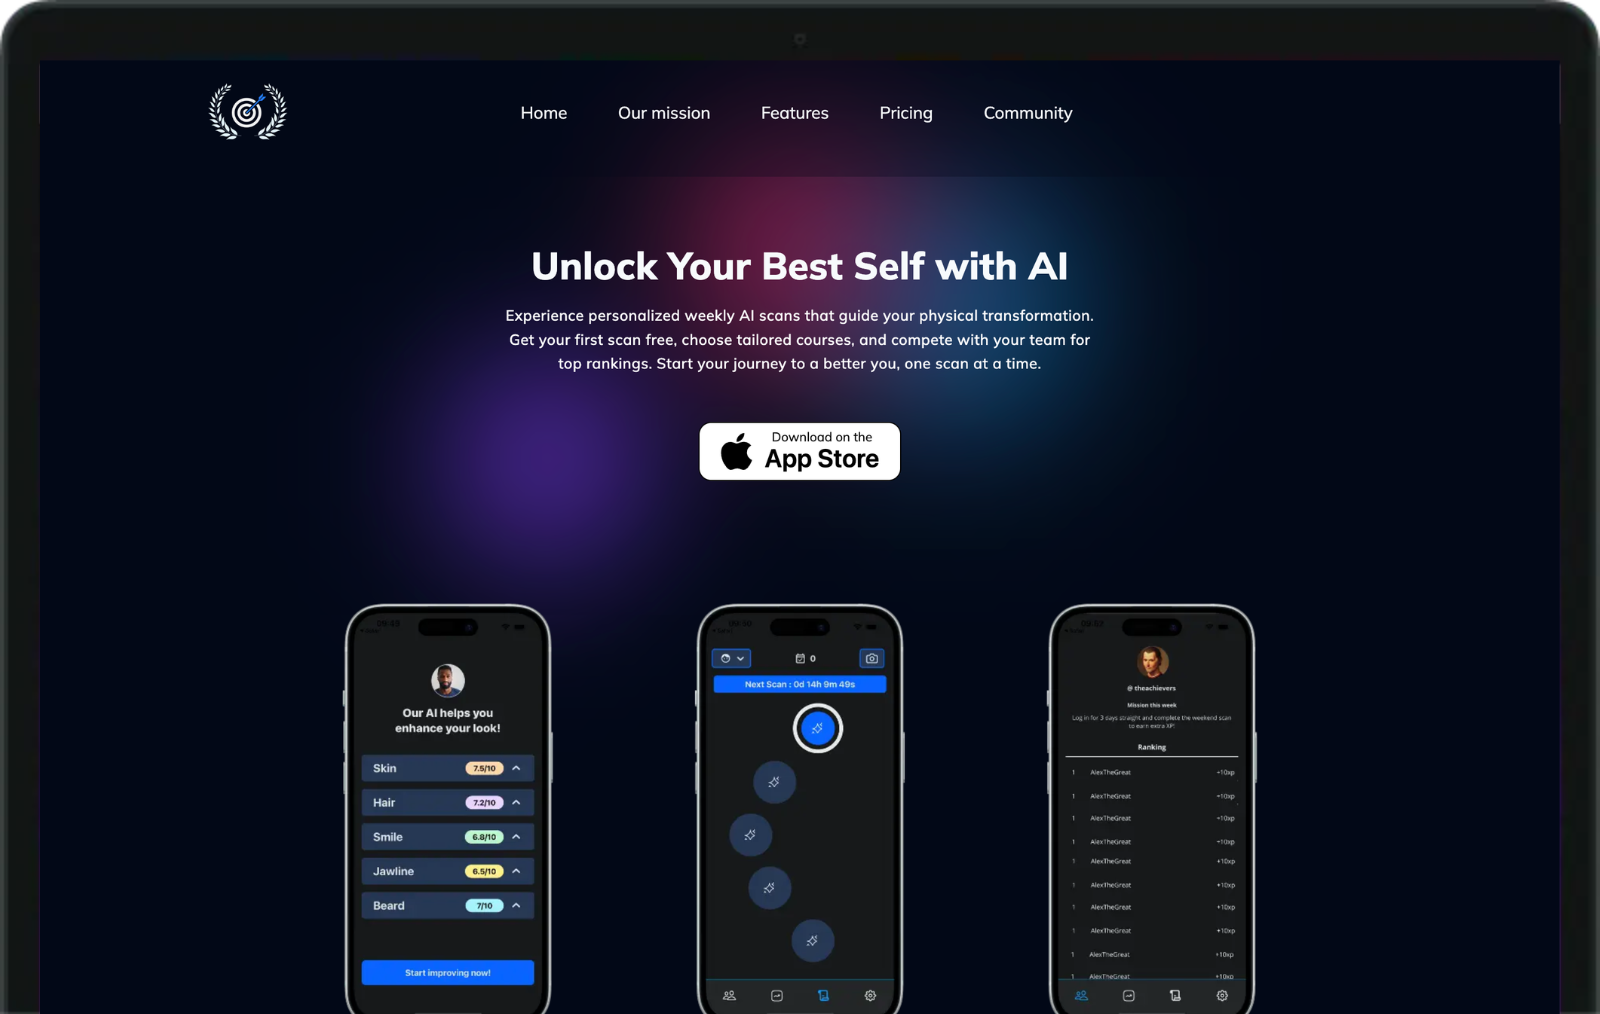 Home Our mission Features Pricing Community
Unlock Your Best Self with AI
Experience personalized weekly AI scans that guide your physical transformation.
Get your first scan free, choose tailored courses, and compete with your team for
top rankings. Start your journey to a better you, one scan at a time.
Download on the
App Store
Our AI helps you
enhance your look!
Skin 7.5/10
Hair 7.2/10
Smile 6.8/10
Jawline 6.5/10
Beard 7/10
Start improving now!
0
Next Scan : 0d 14h 9m 49s
@ theachievers
Mission this week
Log in for 3 days straight and complete the weekend scan
to earn extra XP!
Ranking
1 AlexTheGreat +10xp
1 AlexTheGreat +10xp
1 AlexTheGreat +10xp
1 AlexTheGreat +10xp
1 AlexTheGreat +10xp
1 AlexTheGreat +10xp
1 AlexTheGreat +10xp
1 AlexTheGreat +10xp
1 AlexTheGreat +10xp
1 AlexTheGreat +10xp